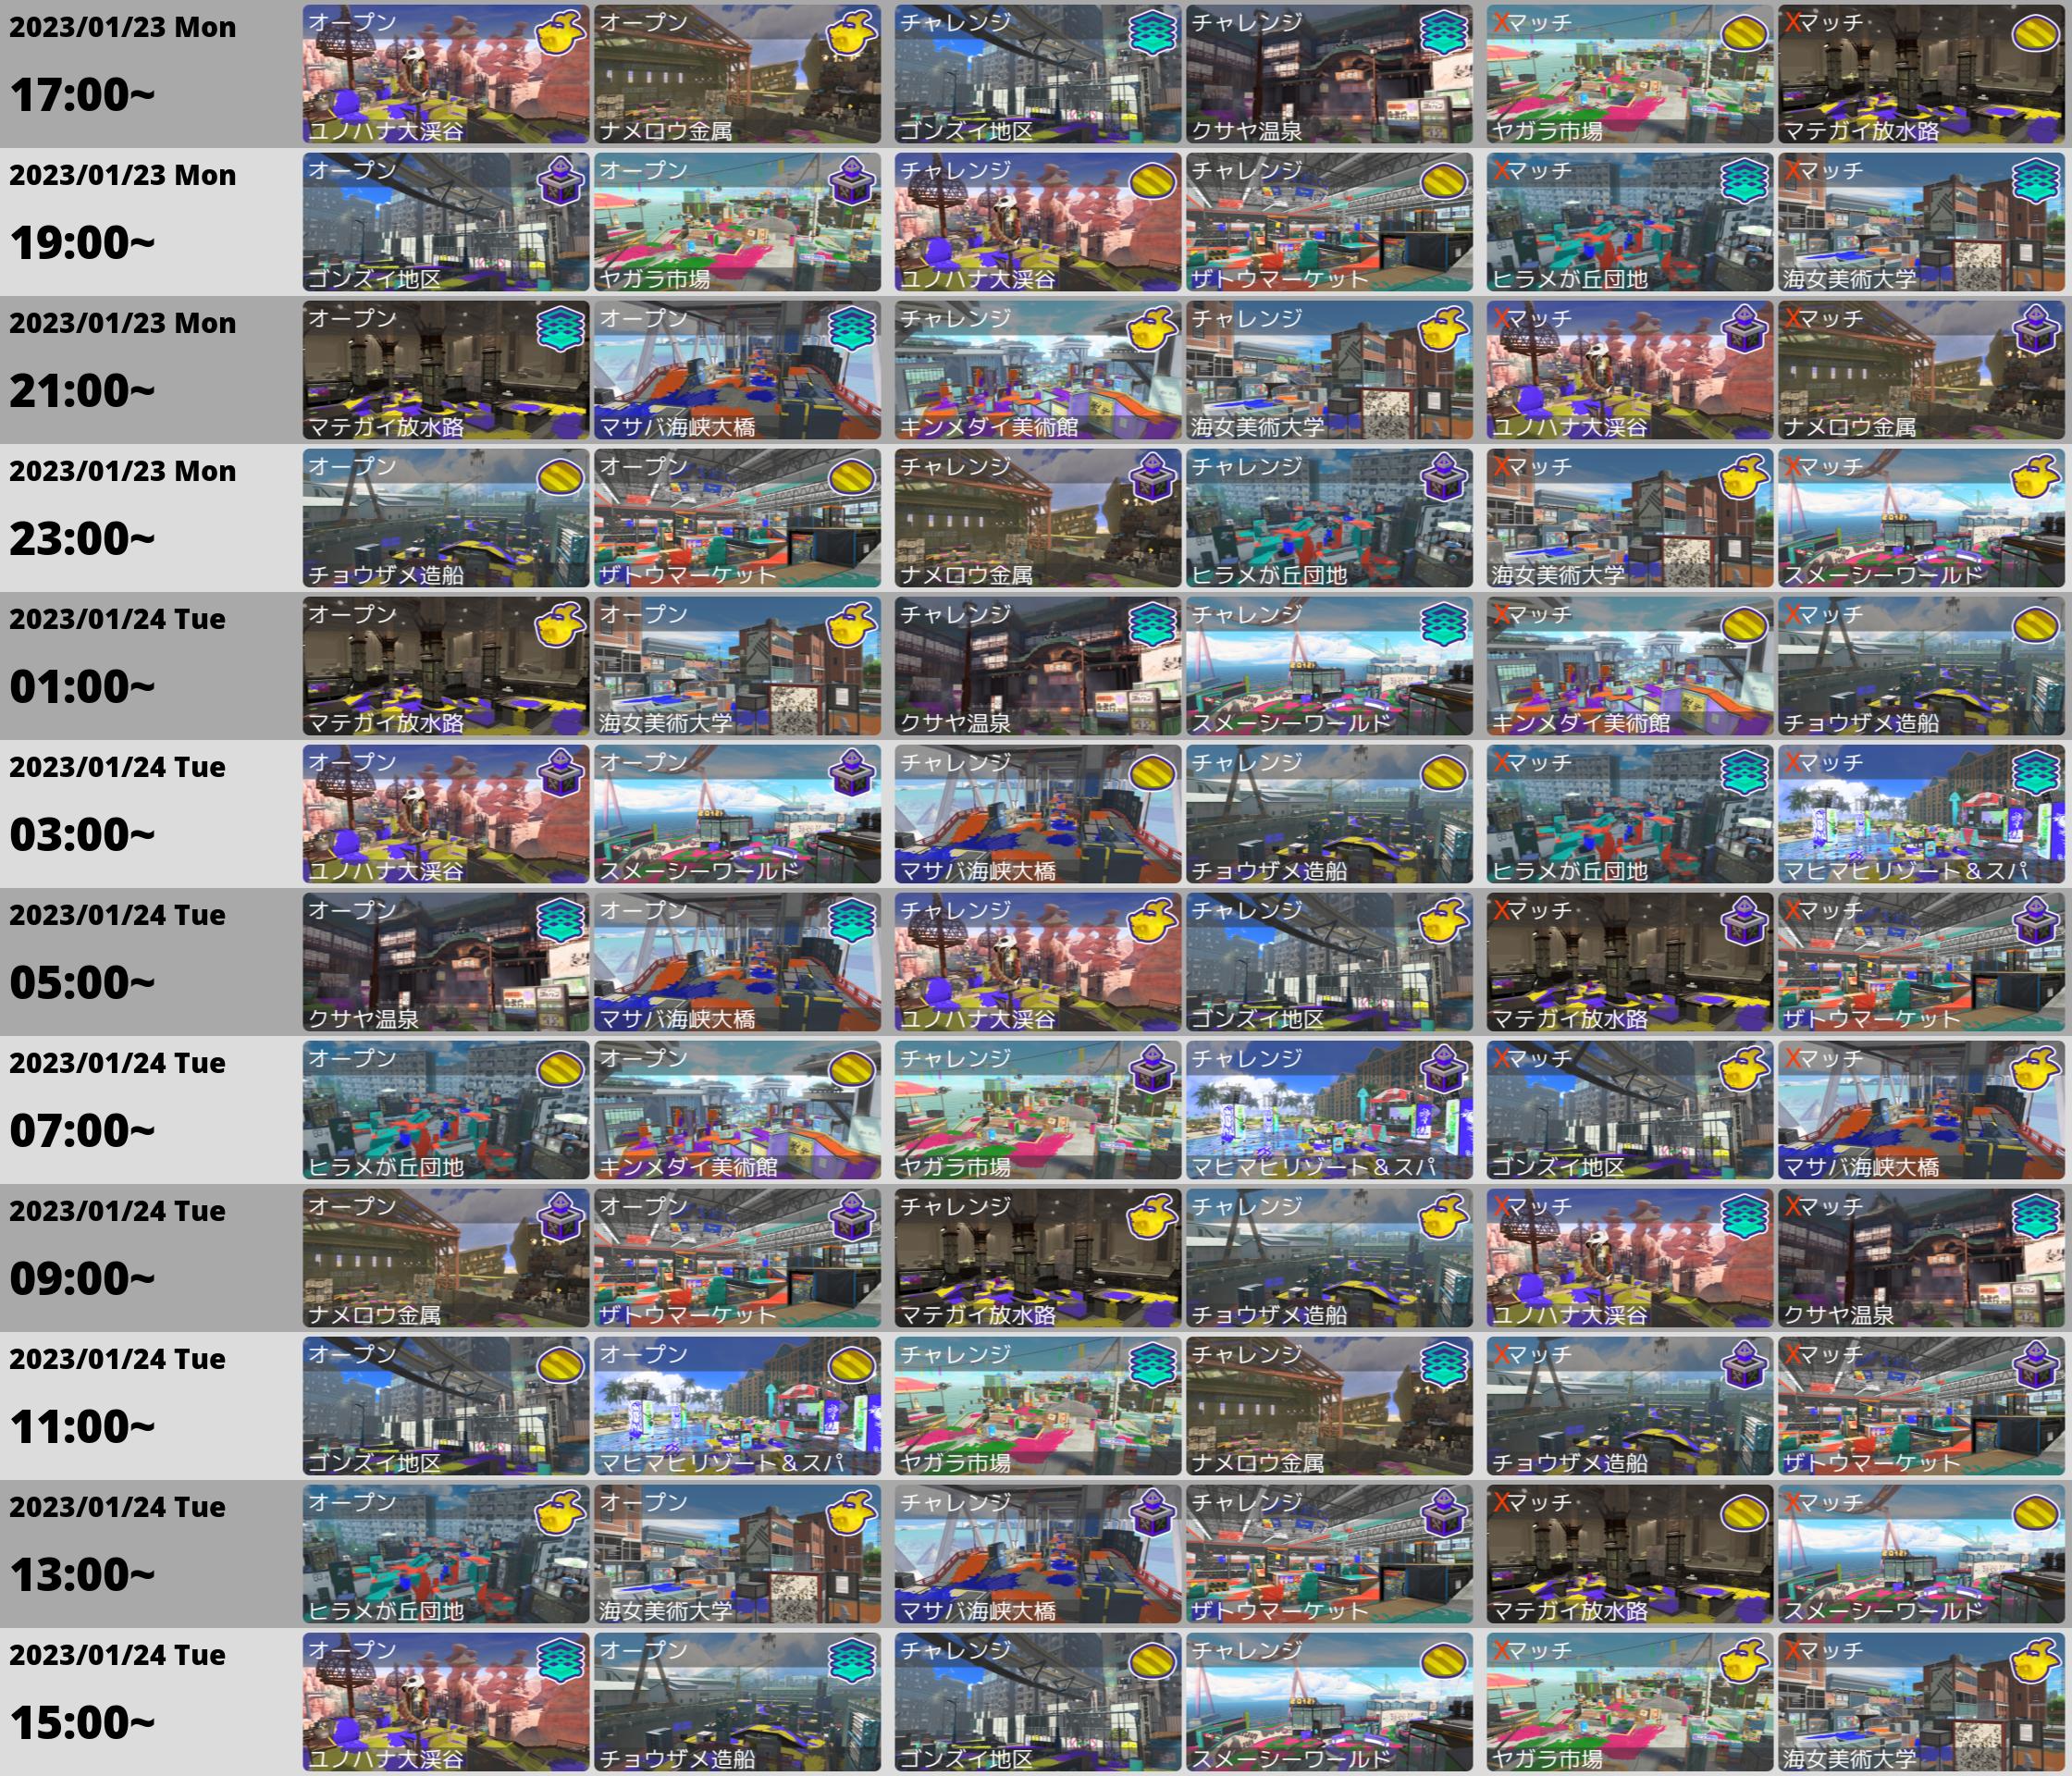 2023/01/23 Mon
17:00~
オープン
ユノハナ大渓谷
オープン
ナメロウ金属
チャレンジ
ゴンズイ地区
チャレンジ
クサヤ温泉
Xマッチ
ヤガラ市場
Xマッチ
マテガイ放水路
2023/01/23 Mon
19:00~
オープン
ゴンズイ地区
オープン
ヤガラ市場
チャレンジ
ユノハナ大渓谷
チャレンジ
ザトウマーケット
Xマッチ
ヒラメが丘団地
Xマッチ
海女美術大学
2023/01/23 Mon
21:00~
オープン
マテガイ放水路
オープン
マサバ海峡大橋
チャレンジ
キンメダイ美術館
チャレンジ
海女美術大学
Xマッチ
ユノハナ大渓谷
Xマッチ
ナメロウ金属
2023/01/23 Mon
23:00~
オープン
チョウザメ造船
オープン
ザトウマーケット
チャレンジ
ナメロウ金属
チャレンジ
ヒラメが丘団地
Xマッチ
海女美術大学
Xマッチ
スメーシーワールド
2023/01/24 Tue
01:00~
オープン
マテガイ放水路
オープン
海女美術大学
チャレンジ
クサヤ温泉
チャレンジ
スメーシーワールド
Xマッチ
キンメダイ美術館
Xマッチ
チョウザメ造船
2023/01/24 Tue
03:00~
オープン
ユノハナ大渓谷
オープン
スメーシーワールド
チャレンジ
マサバ海峡大橋
チャレンジ
チョウザメ造船
Xマッチ
ヒラメが丘団地
Xマッチ
マヒマヒリゾート＆スパ
2023/01/24 Tue
05:00~
オープン
クサヤ温泉
オープン
マサバ海峡大橋
チャレンジ
ユノハナ大渓谷
チャレンジ
ゴンズイ地区
Xマッチ
マテガイ放水路
Xマッチ
ザトウマーケット
2023/01/24 Tue
07:00~
オープン
ヒラメが丘団地
オープン
キンメダイ美術館
チャレンジ
ヤガラ市場
チャレンジ
マヒマヒリゾート＆スパ
Xマッチ
ゴンズイ地区
Xマッチ
マサバ海峡大橋
2023/01/24 Tue
09:00~
オープン
ナメロウ金属
オープン
ザトウマーケット
チャレンジ
マテガイ放水路
チャレンジ
チョウザメ造船
Xマッチ
ユノハナ大渓谷
Xマッチ
クサヤ温泉
2023/01/24 Tue
11:00~
オープン
ゴンズイ地区
オープン
マヒマヒリゾート＆スパ
チャレンジ
ヤガラ市場
チャレンジ
ナメロウ金属
Xマッチ
チョウザメ造船
Xマッチ
ザトウマーケット
2023/01/24 Tue
13:00~
オープン
ヒラメが丘団地
オープン
海女美術大学
チャレンジ
マサバ海峡大橋
チャレンジ
ザトウマーケット
Xマッチ
マテガイ放水路
Xマッチ
スメーシーワールド
2023/01/24 Tue
15:00~
オープン
ユノハナ大渓谷
オープン
チョウザメ造船
チャレンジ
ゴンズイ地区
チャレンジ
スメーシーワールド
Xマッチ
ヤガラ市場
Xマッチ
海女美術大学